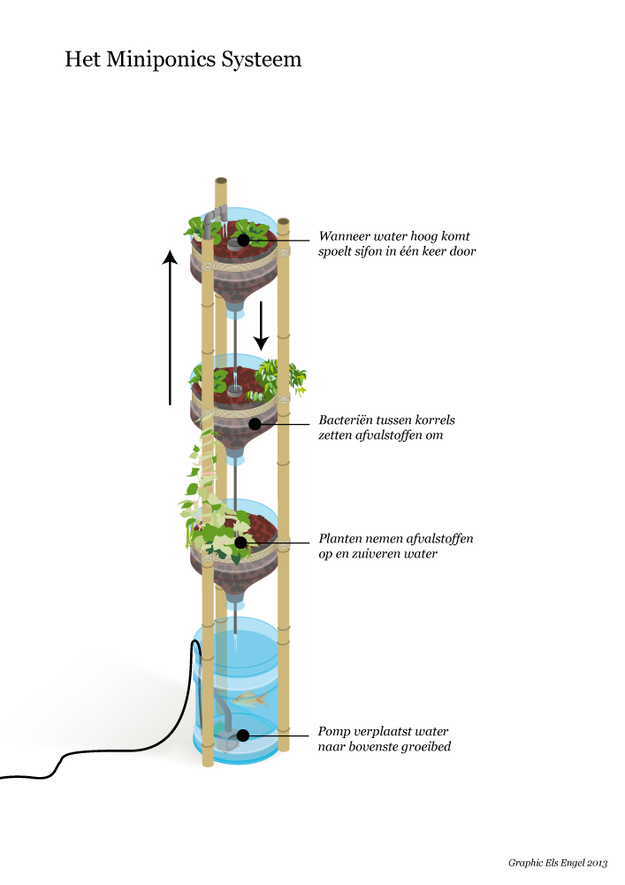 Het Miniponics Systeem
Wanneer water hoog komt
spoelt sifon in één keer door
Bacteriën tussen korrels
zetten afvalstoffen om
Planten nemen afvalstoffen
op en zuiveren water
Pomp verplaatst water
naar bovenste groeibed
Graphic Els Engel 2013